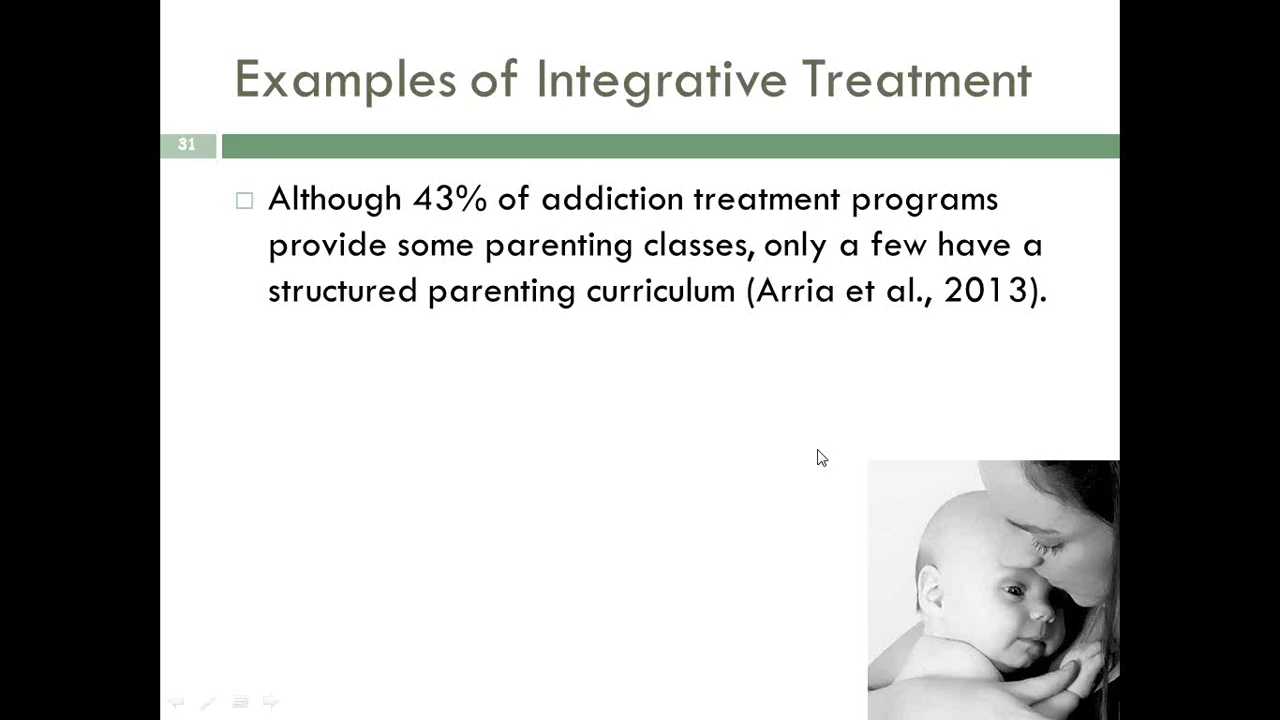 Examples of Integrative Treatment
31
Although 43% of addiction treatment programs
provide some parenting classes, only a few have a
structured parenting curriculum (Arria et al., 2013).